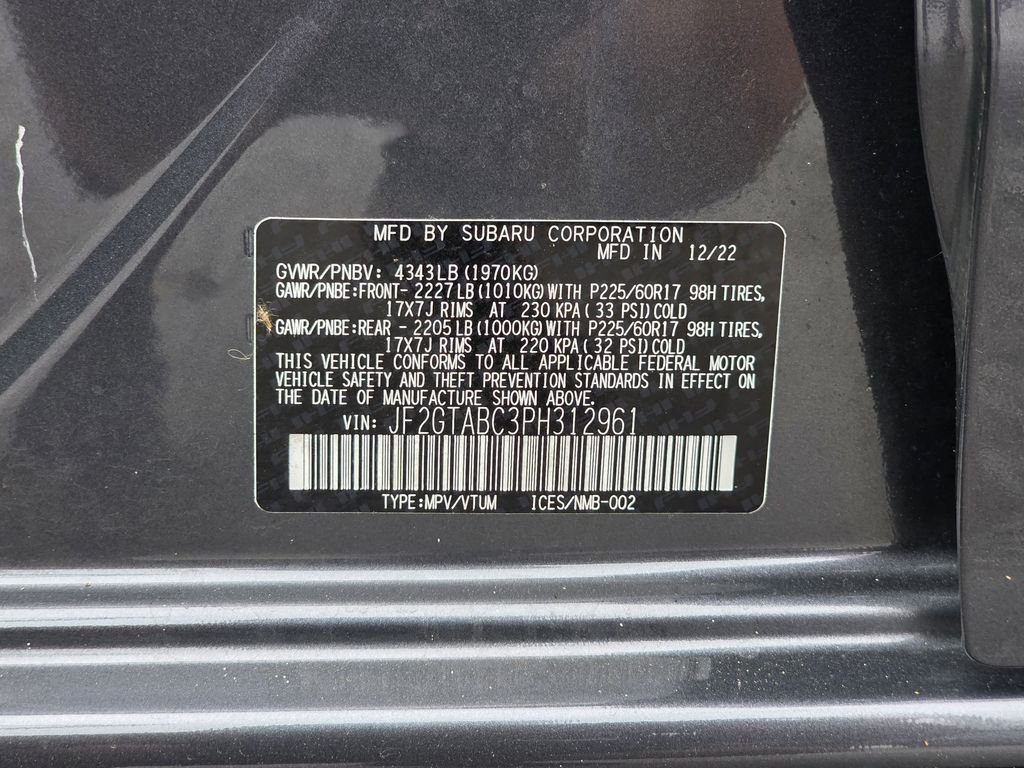 MFD BY SUBARU CORPORATION
MFD IN 12/22
GVWR/PNBV: 4343LB (1970KG)
GAWR/PNBE:FRONT- 2227LB (1010KG) WITH P225/60R17 98H TIRES,
17X7J RIMS AT 230 KPA (33 PSI) COLD
GAWR/PNBE:REAR - 2205LB (1000KG) WITH P225/60R17 98H TIRES,
17X7J RIMS AT 220 KPA (32 PSI) COLD
THIS VEHICLE CONFORMS TO ALL APPLICABLE FEDERAL MOTOR
VEHICLE SAFETY AND THEFT PREVENTION STANDARDS IN EFFECT ON
THE DATE OF MANUFACTURE SHOWN ABOVE.
VIN: JF2GTABC3PH312961
TYPE:MPV/VTUM ICES/NMB-002